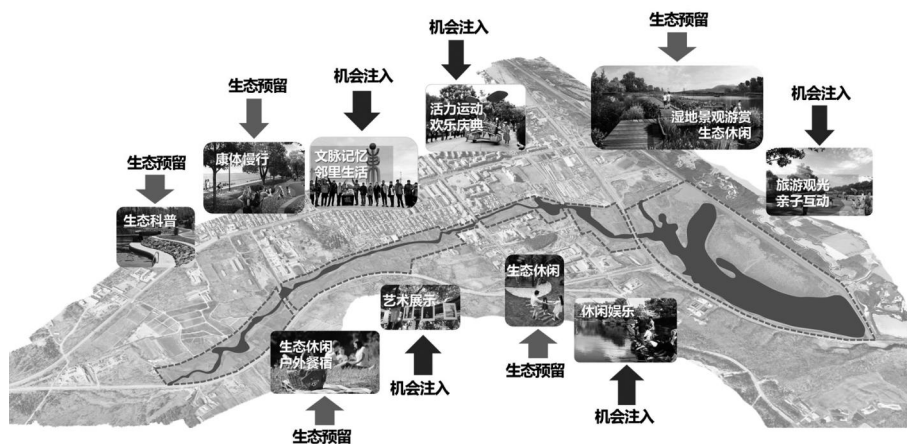 生态预留
机会注入
机会注入
生态预留
机会注入
生态预留
生态预留
活力运动
欢乐庆典
湿地景观游赏
生态休闲
康体慢行
文脉记忆
邻里生活
旅游观光
亲子互动
生态科普
生态休闲
艺术展示
休闲娱乐
生态休闲
户外餐宿
生态预留
机会注入
机会注入
生态预留